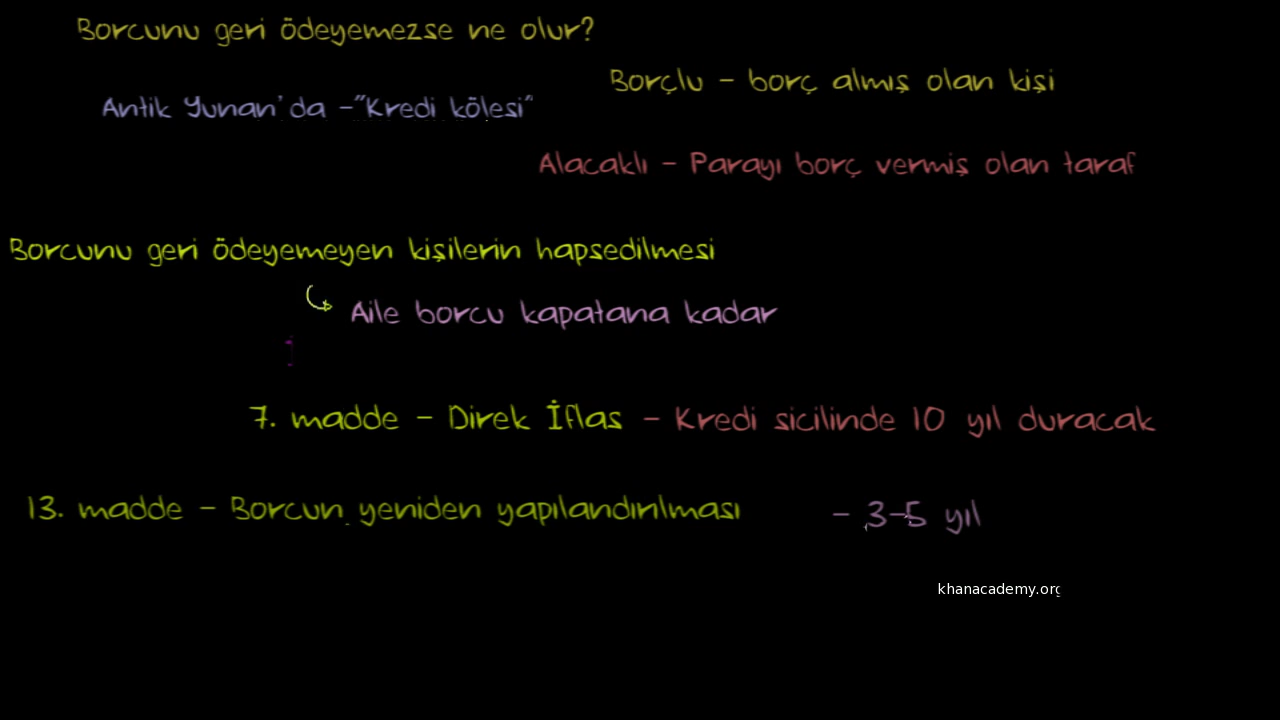 Borcunu geri ödeyemezse ne olur?
Borçlu - borç almış olan kişi
Antik Yunan'da -"Kredi kölesi"
Alacaklı - Parayı borç vermiş olan taraf
Borcunu geri ödeyemeyen kişilerin hapsedilmesi
Aile borcu kapatana kadar
7. madde - Direk İflas - Kredi sicilinde 10 yıl duracak
13. madde - Borcun yeniden yapılandırılması - 3-5 yıl
khanacademy.org